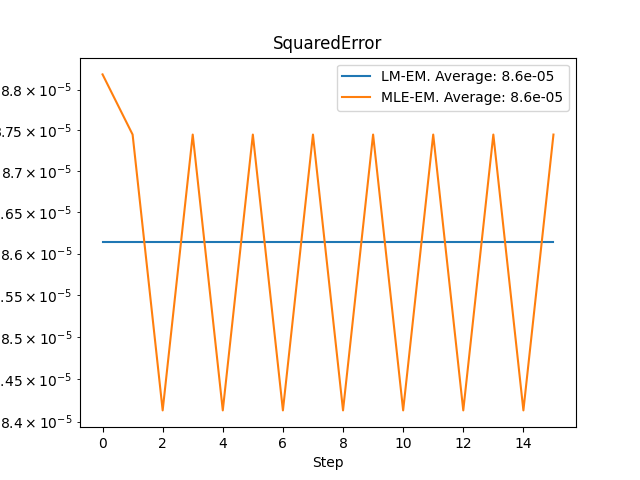 SquaredError
LM-EM. Average: 8.6e-05
MLE-EM. Average: 8.6e-05
8.8 × 10⁻⁵
8.75 × 10⁻⁵
8.7 × 10⁻⁵
.65 × 10⁻⁵
8.6 × 10⁻⁵
.55 × 10⁻⁵
8.5 × 10⁻⁵
.45 × 10⁻⁵
8.4 × 10⁻⁵
0 2 4 6 8 10 12 14
Step